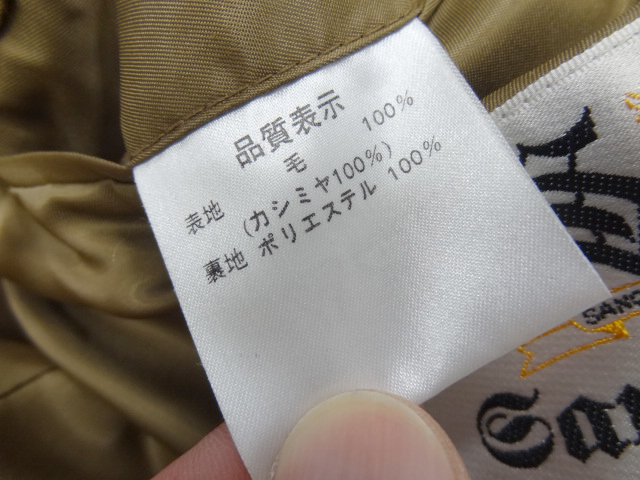 品質表示
表地 毛 100%
(カシミヤ100%)
裏地 ポリエステル 100%
SANC